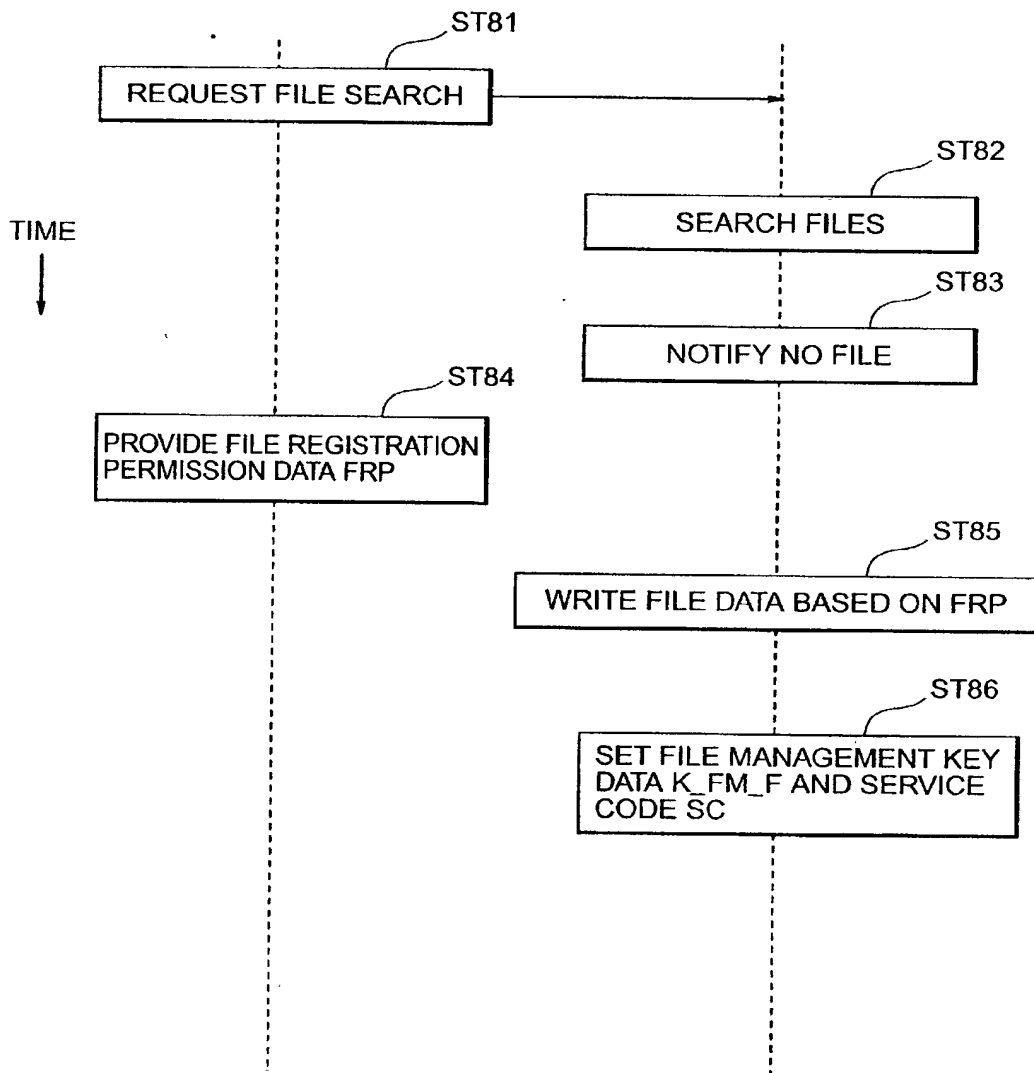 ST81
REQUEST FILE SEARCH
ST82
SEARCH FILES
TIME
ST83
NOTIFY NO FILE
ST84
PROVIDE FILE REGISTRATION
PERMISSION DATA FRP
ST85
WRITE FILE DATA BASED ON FRP
ST86
SET FILE MANAGEMENT KEY
DATA K_FM_F AND SERVICE
CODE SC